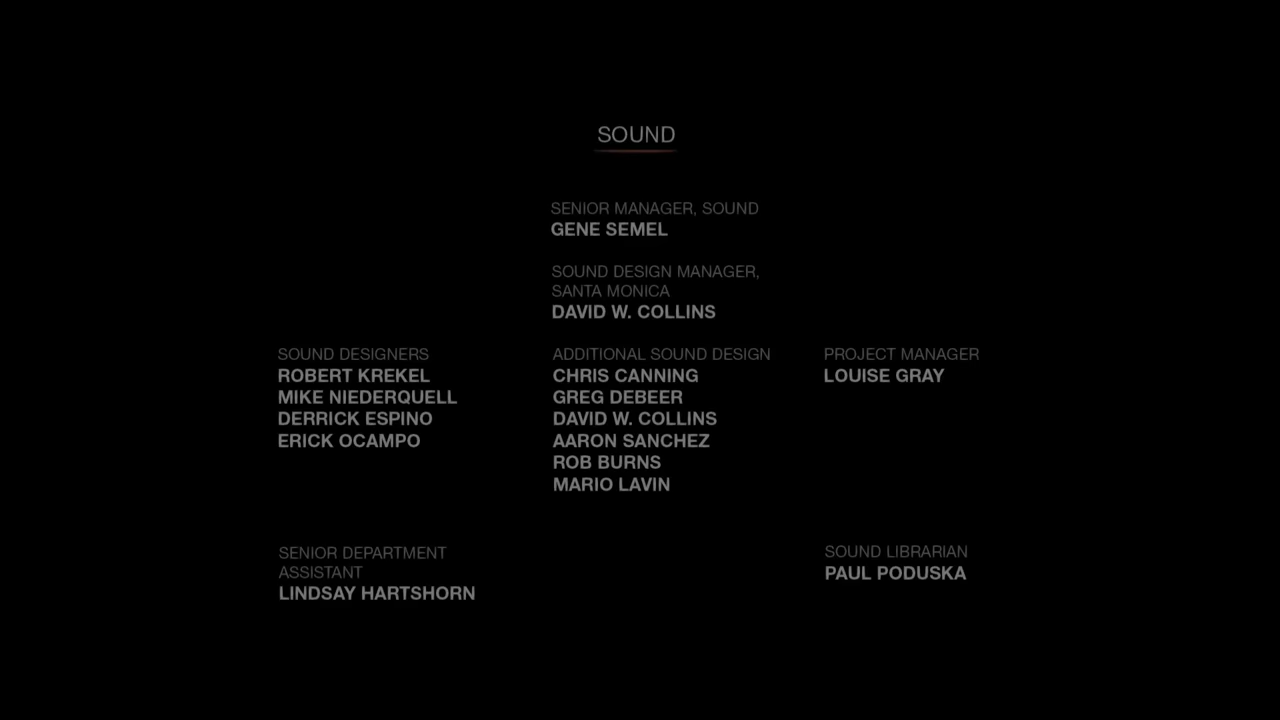 SOUND
SENIOR MANAGER, SOUND
GENE SEMEL
SOUND DESIGN MANAGER,
SANTA MONICA
DAVID W. COLLINS
SOUND DESIGNERS
ROBERT KREKEL
MIKE NIEDERQUELL
DERRICK ESPINO
ERICK OCAMPO
ADDITIONAL SOUND DESIGN
CHRIS CANNING
GREG DEBEER
DAVID W. COLLINS
AARON SANCHEZ
ROB BURNS
MARIO LAVIN
PROJECT MANAGER
LOUISE GRAY
SENIOR DEPARTMENT
ASSISTANT
LINDSAY HARTSHORN
SOUND LIBRARIAN
PAUL PODUSKA